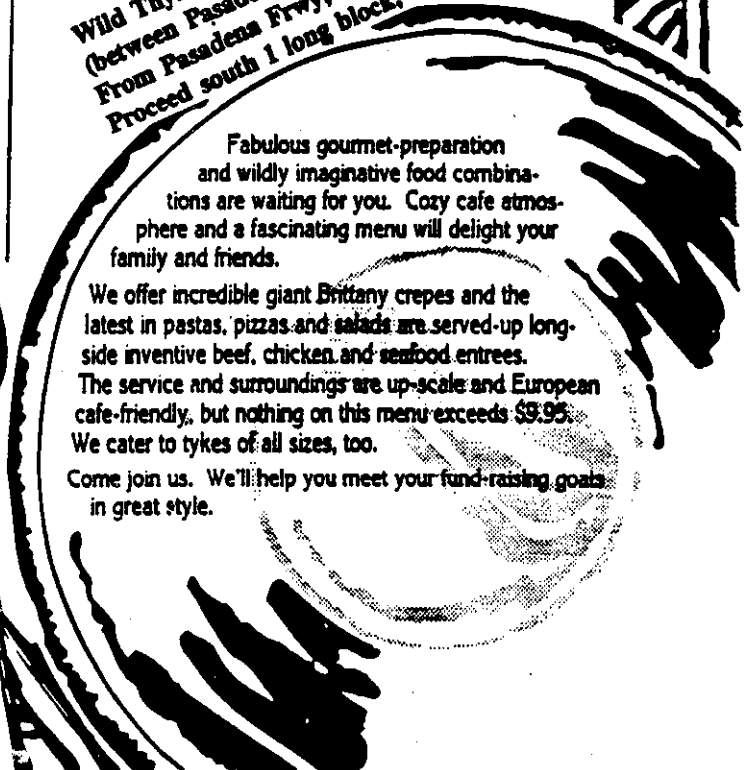 Wild
(between
From Pasadena Frwy,
Proceed south 1 long block,
Fabulous gourmet-preparation
and wildly imaginative food combina-
tions are waiting for you. Cozy cafe atmos-
phere and a fascinating menu will delight your
family and friends.
We offer incredible giant Brittany crepes and the
latest in pastas, pizzas and salads are served-up long-
side inventive beef, chicken and seafood entrees.
The service and surroundings are up-scale and European
cafe-friendly, but nothing on this menu exceeds $9.95.
We cater to tykes of all sizes, too.
Come join us. We'll help you meet your fund-raising goals
in great style.